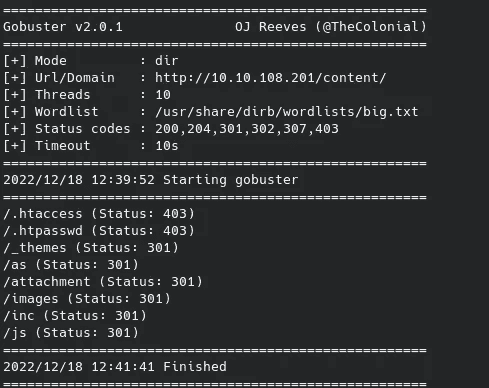 =====================================================
Gobuster v2.0.1              OJ Reeves (@TheColonial)
=====================================================
[+] Mode         : dir
[+] Url/Domain   : http://10.10.108.201/content/
[+] Threads      : 10
[+] Wordlist     : /usr/share/dirb/wordlists/big.txt
[+] Status codes : 200,204,301,302,307,403
[+] Timeout      : 10s
=====================================================
2022/12/18 12:39:52 Starting gobuster
=====================================================
/.htaccess (Status: 403)
/.htpasswd (Status: 403)
/_themes (Status: 301)
/as (Status: 301)
/attachment (Status: 301)
/images (Status: 301)
/inc (Status: 301)
/js (Status: 301)
=====================================================
2022/12/18 12:41:41 Finished
=====================================================